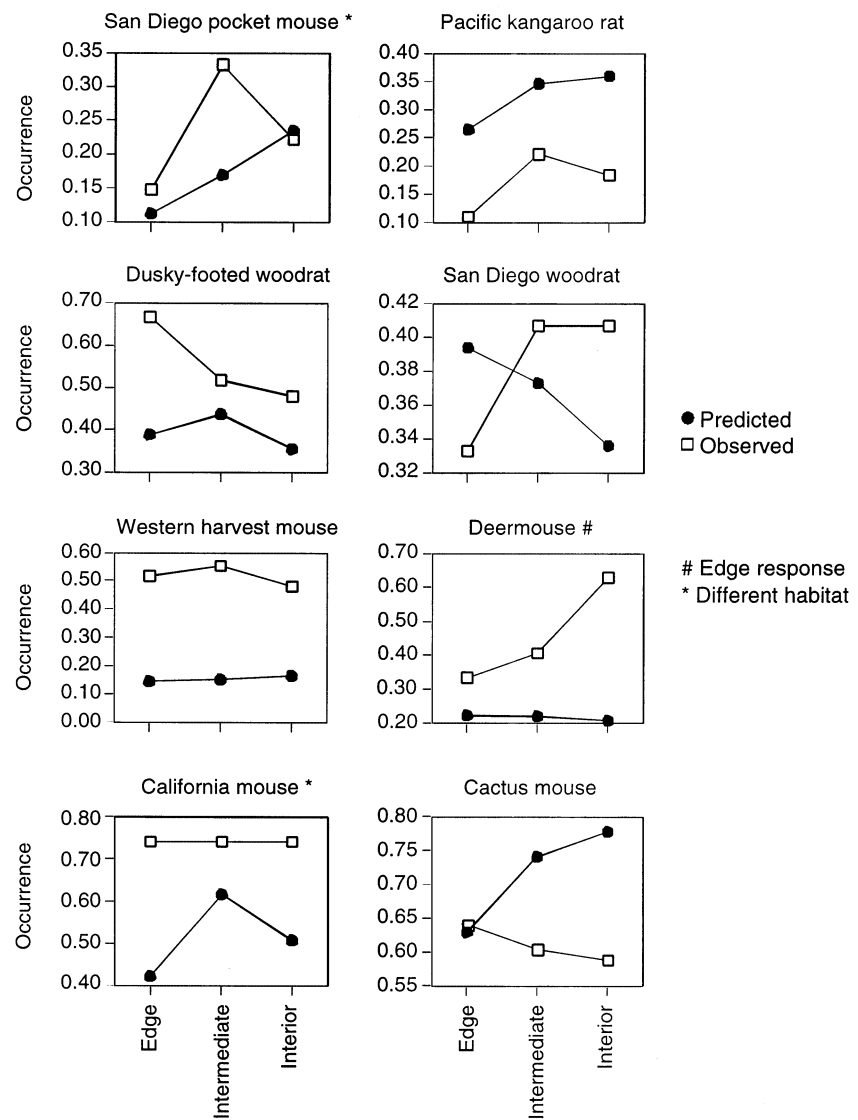 San Diego pocket mouse *
Pacific kangaroo rat
Occurrence
0.35
0.30
0.25
0.20
0.15
0.10
0.40
0.35
0.30
0.25
0.20
0.15
0.10
Dusky-footed woodrat
San Diego woodrat
Occurrence
0.70
0.60
0.50
0.40
0.30
0.42
0.40
0.38
0.36
0.34
0.32
Predicted
Observed
Western harvest mouse
Deermouse #
Occurrence
0.60
0.50
0.40
0.30
0.20
0.10
0.00
0.70
0.60
0.50
0.40
0.30
0.20
# Edge response
* Different habitat
California mouse *
Cactus mouse
Occurrence
0.80
0.70
0.60
0.50
0.40
0.80
0.75
0.70
0.65
0.60
0.55
Edge
Intermediate
Interior
Edge
Intermediate
Interior